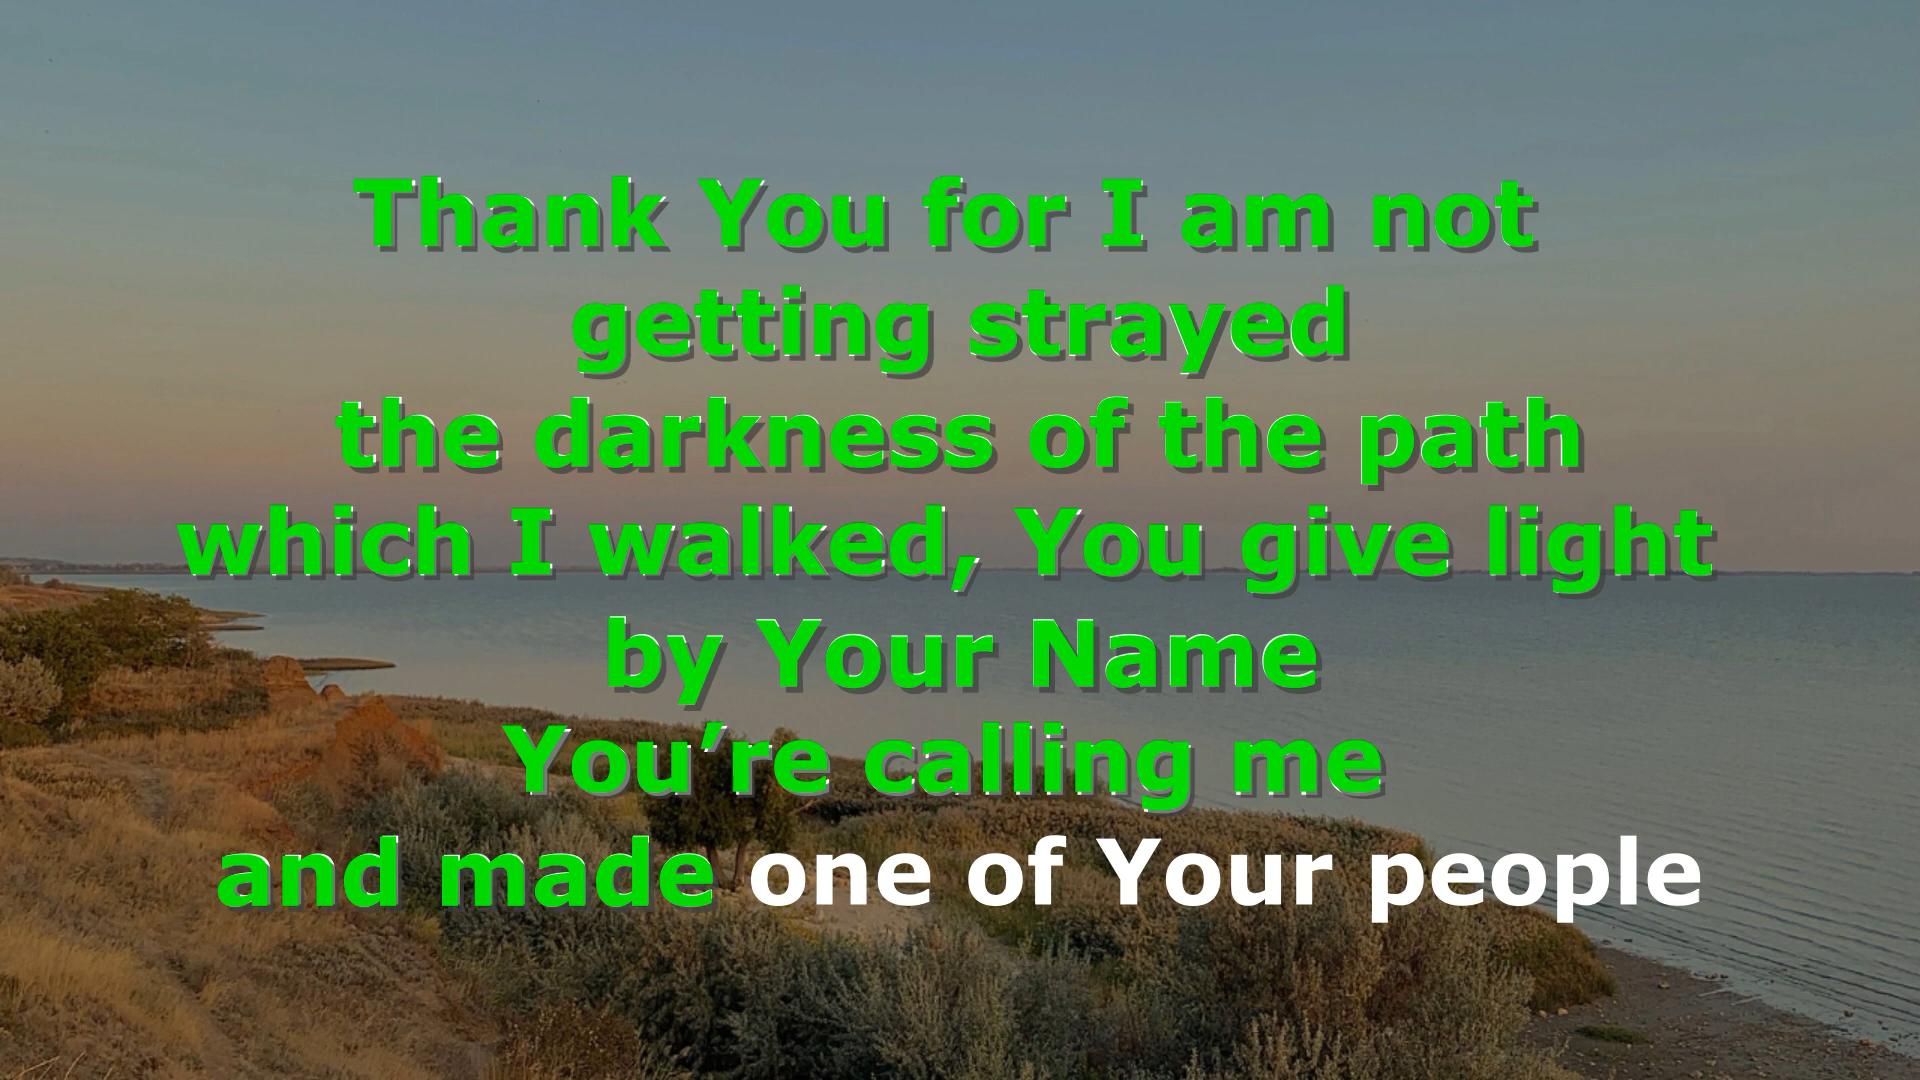 Thank You for I am not
getting strayed
the darkness of the path
which I walked, You give light
by Your Name
You’re calling me
and made one of Your people